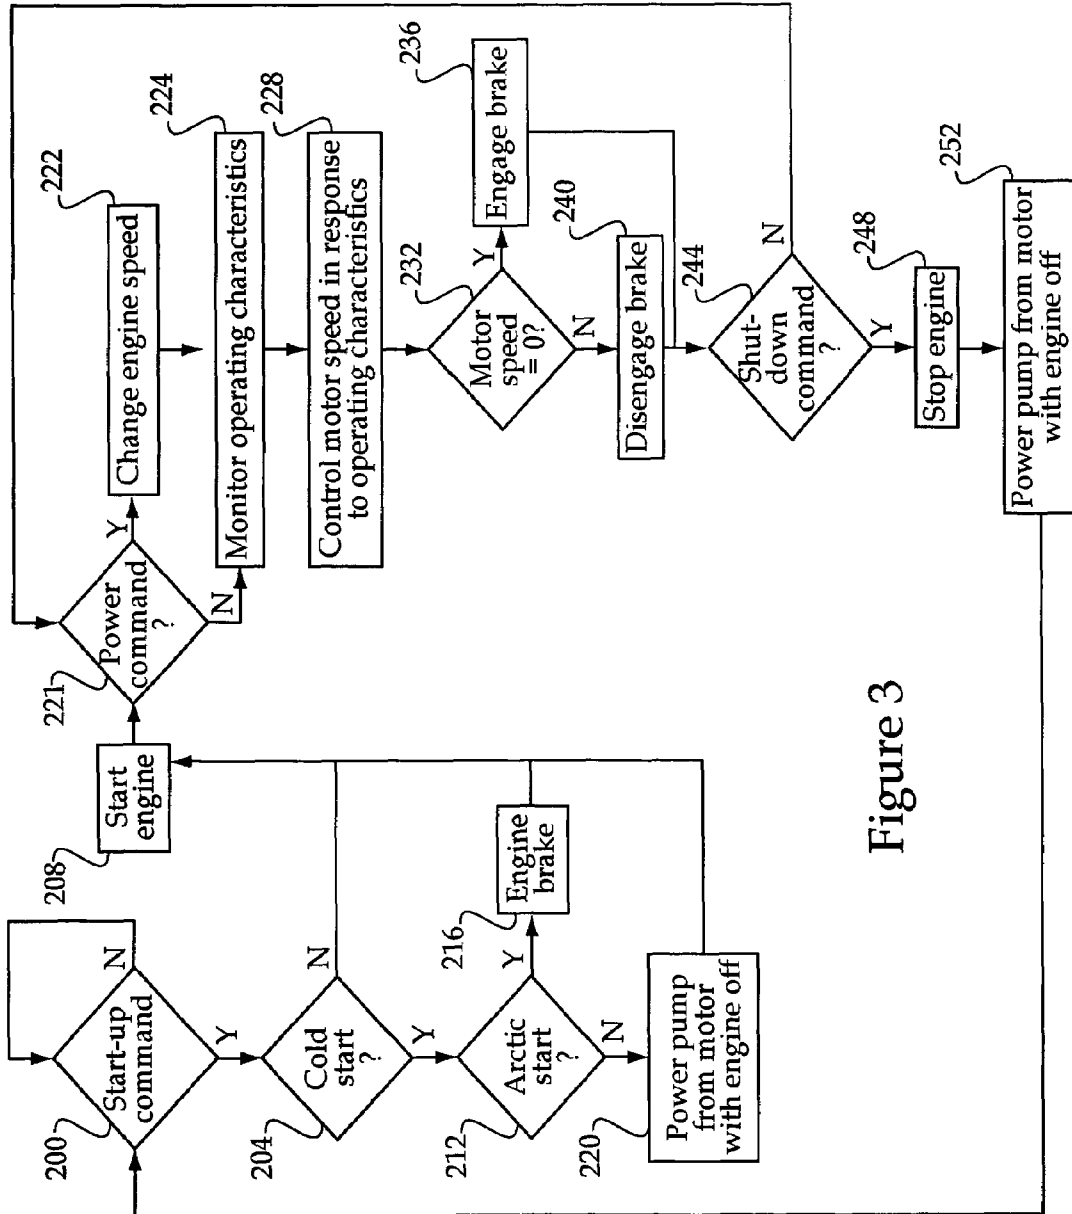 200
Start-up
command
N
Y
204
Cold
start
?
N
Y
212
Arctic
start
?
Y
N
216
Engine
brake
220
Power pump
from motor
with engine off
208
Start
engine
221
Power
command
?
Y
N
222
Change engine speed
224
Monitor operating characteristics
228
Control motor speed in response
to operating characteristics
232
Motor
speed
= 0?
Y
N
236
Engage brake
240
Disengage brake
244
Shut-
down
command
?
N
Y
248
Stop engine
252
Power pump from motor
with engine off
Figure 3